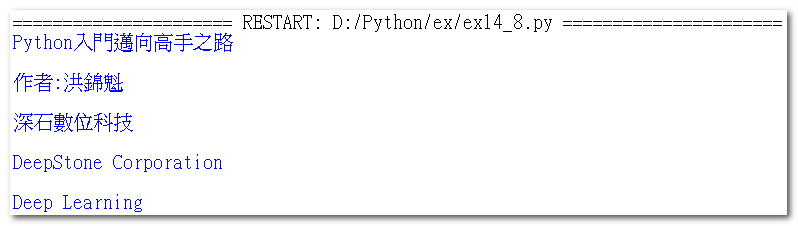 ====================== RESTART: D:/Python/ex/ex14_8.py ======================
Python入門邁向高手之路
作者:洪錦魁
深石數位科技
DeepStone Corporation
Deep Learning